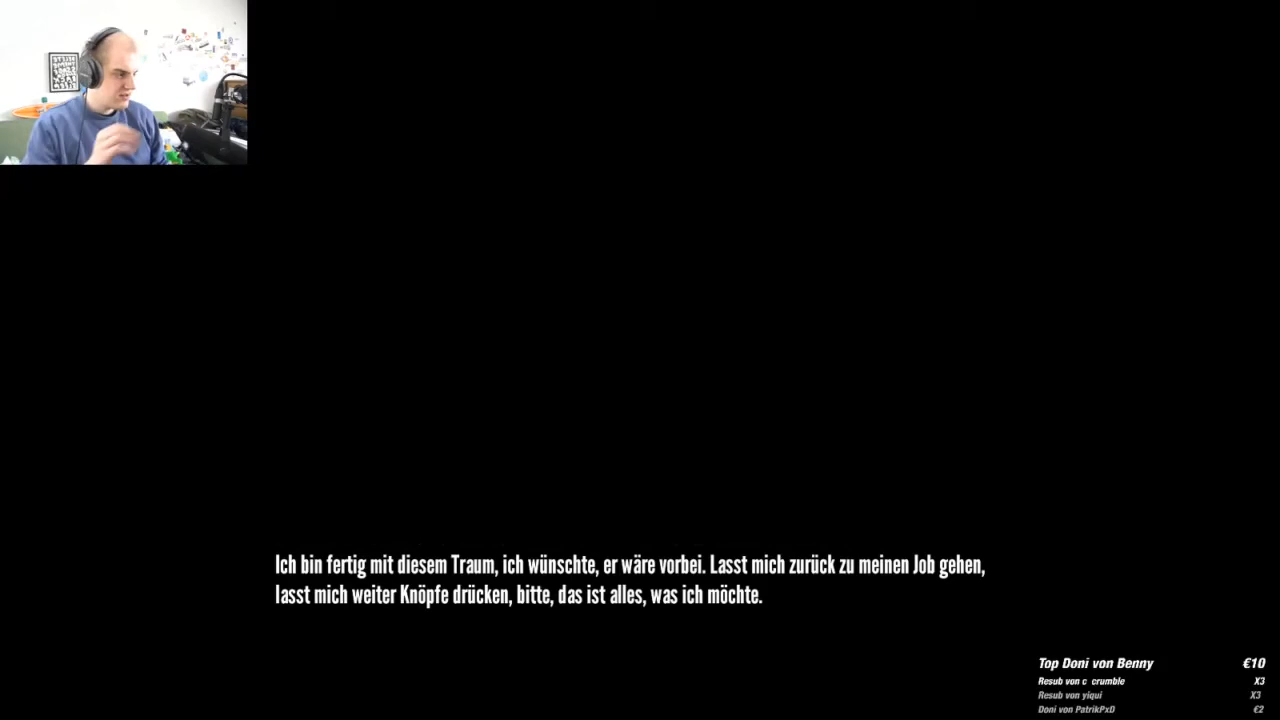 Ich bin fertig mit diesem Traum, ich wünschte, er wäre vorbei. Lasst mich zurück zu meinen Job gehen,
lasst mich weiter Knöpfe drücken, bitte, das ist alles, was ich möchte.
Top Doni von Benny €10
Resub von c crumble X3
Resub von yiqui X3
Doni von PatrikPxD €2